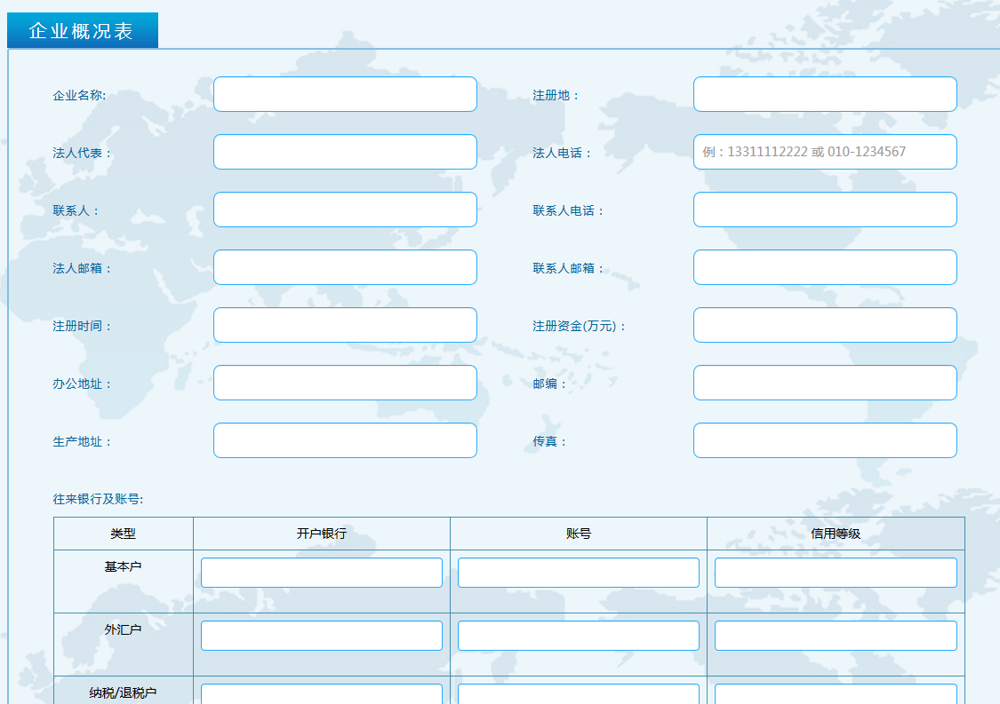 企业概况表
企业名称: 注册地：
法人代表： 法人电话： 例：13311112222 或 010-1234567
联系人： 联系人电话：
法人邮箱： 联系人邮箱：
注册时间： 注册资金(万元)：
办公地址： 邮编：
生产地址： 传真：
往来银行及账号:
类型 开户银行 账号 信用等级
基本户
外汇户
纳税/退税户